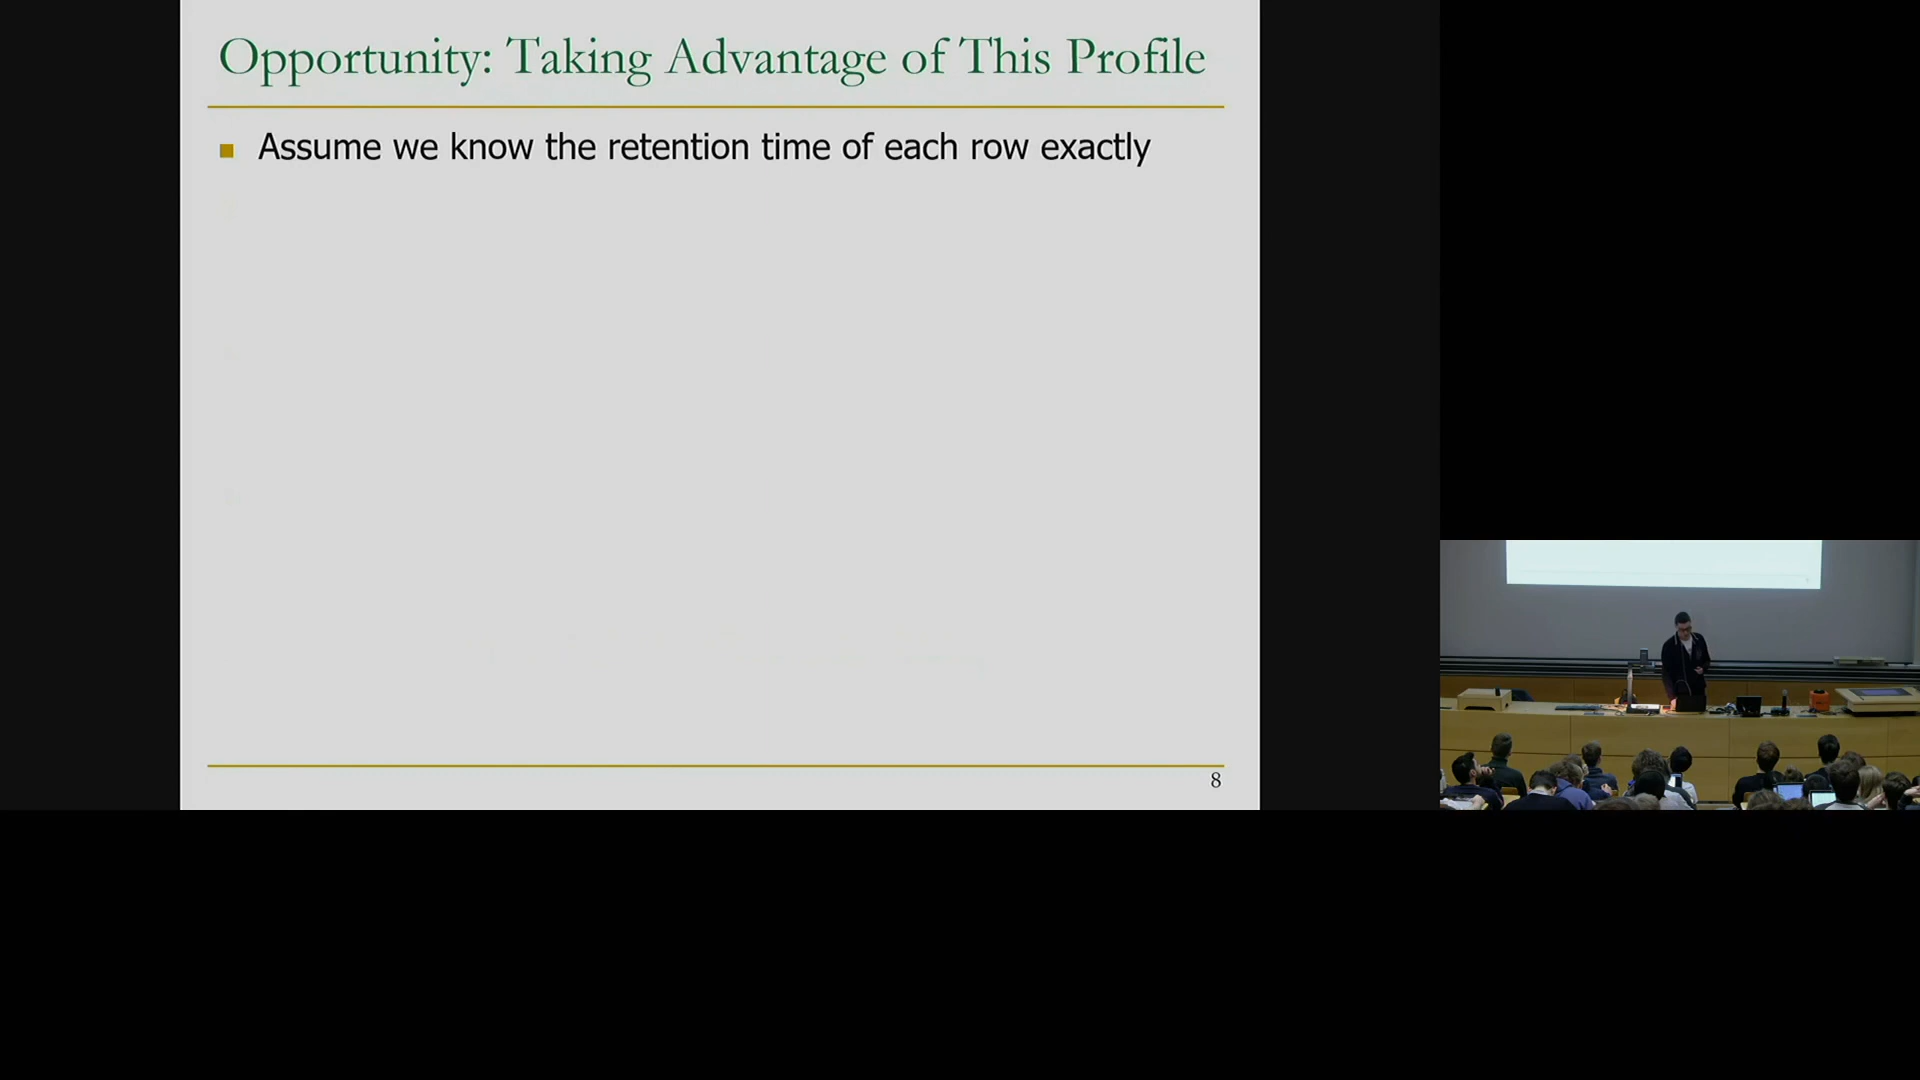 Opportunity: Taking Advantage of This Profile
Assume we know the retention time of each row exactly
8